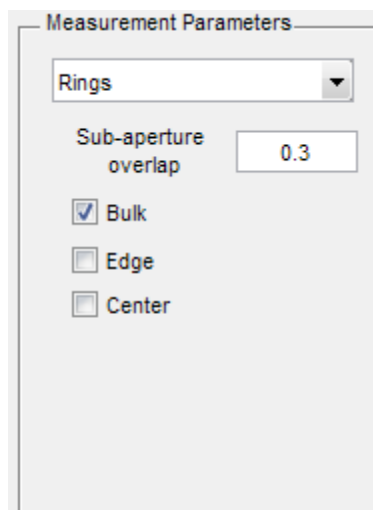 Measurement Parameters
Rings
Sub-aperture
overlap
0.3
Bulk
Edge
Center